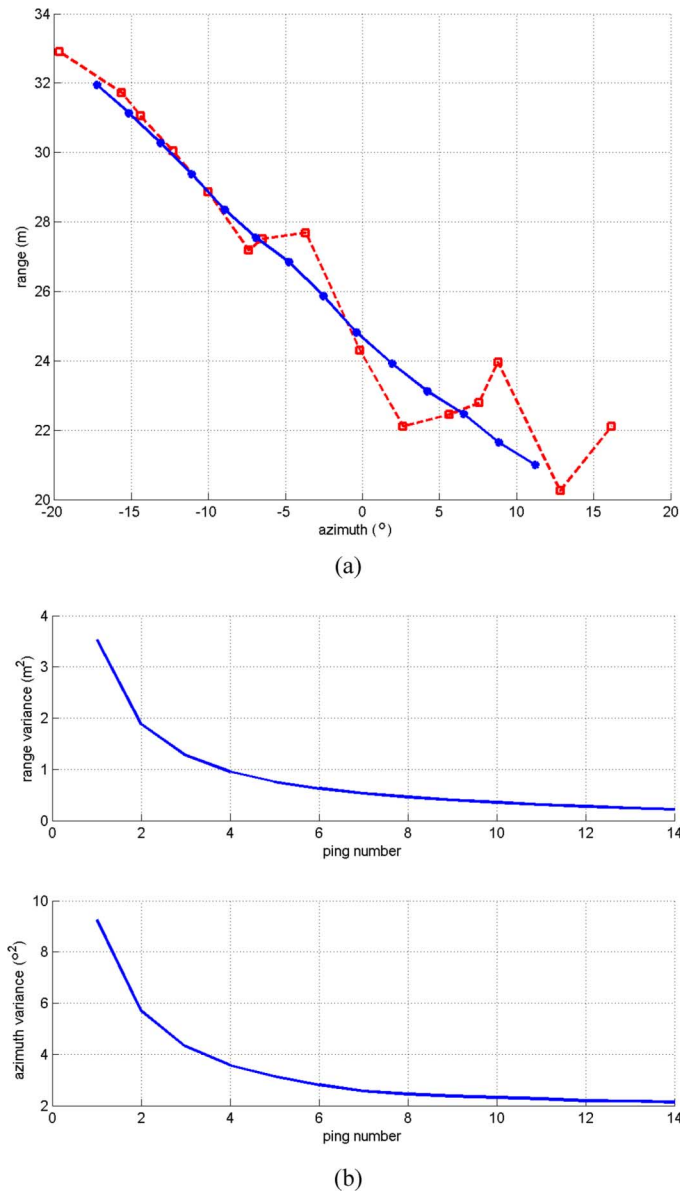 34
32
30
28
26
24
22
20
range (m)
-20 -15 -10 -5 0 5 10 15 20
azimuth (°)
(a)
4
3
2
1
0
range variance (m²)
0 2 4 6 8 10 12 14
ping number
10
8
6
4
2
azimuth variance (°²)
0 2 4 6 8 10 12 14
ping number
(b)